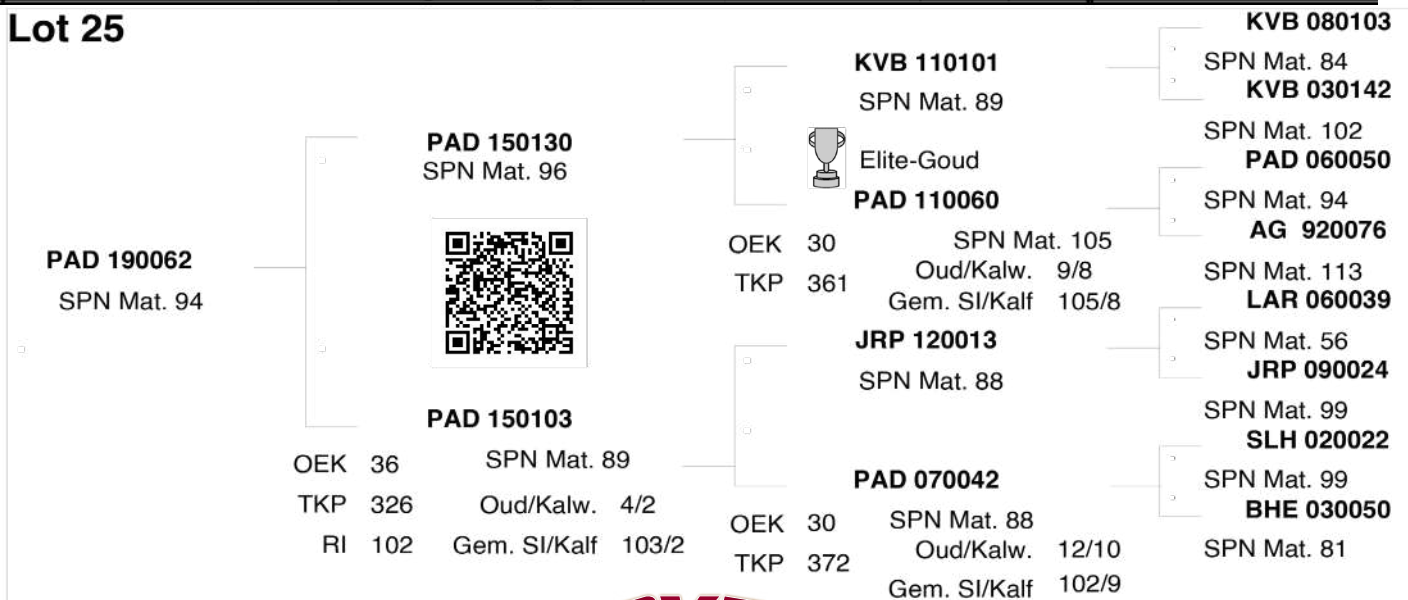 Lot 25
PAD 190062
SPN Mat. 94
PAD 150130
SPN Mat. 96
PAD 150103
OEK 36 SPN Mat. 89
TKP 326 Oud/Kalw. 4/2
RI 102 Gem. SI/Kalf 103/2
KVB 110101
SPN Mat. 89
Elite-Goud
PAD 110060
OEK 30 SPN Mat. 105
Oud/Kalw. 9/8
TKP 361
Gem. SI/Kalf 105/8
JRP 120013
SPN Mat. 88
PAD 070042
OEK 30 SPN Mat. 88
Oud/Kalw. 12/10
TKP 372
Gem. SI/Kalf 102/9
KVB 080103
SPN Mat. 84
KVB 030142
SPN Mat. 102
PAD 060050
SPN Mat. 94
AG 920076
SPN Mat. 113
LAR 060039
SPN Mat. 56
JRP 090024
SPN Mat. 99
SLH 020022
SPN Mat. 99
BHE 030050
SPN Mat. 81